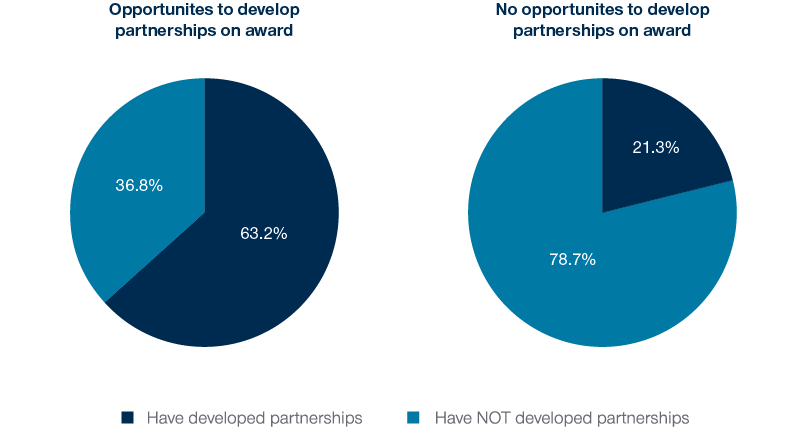 Opportunites to develop
partnerships on award
No opportunites to develop
partnerships on award
36.8%
63.2%
21.3%
78.7%
Have developed partnerships
Have NOT developed partnerships